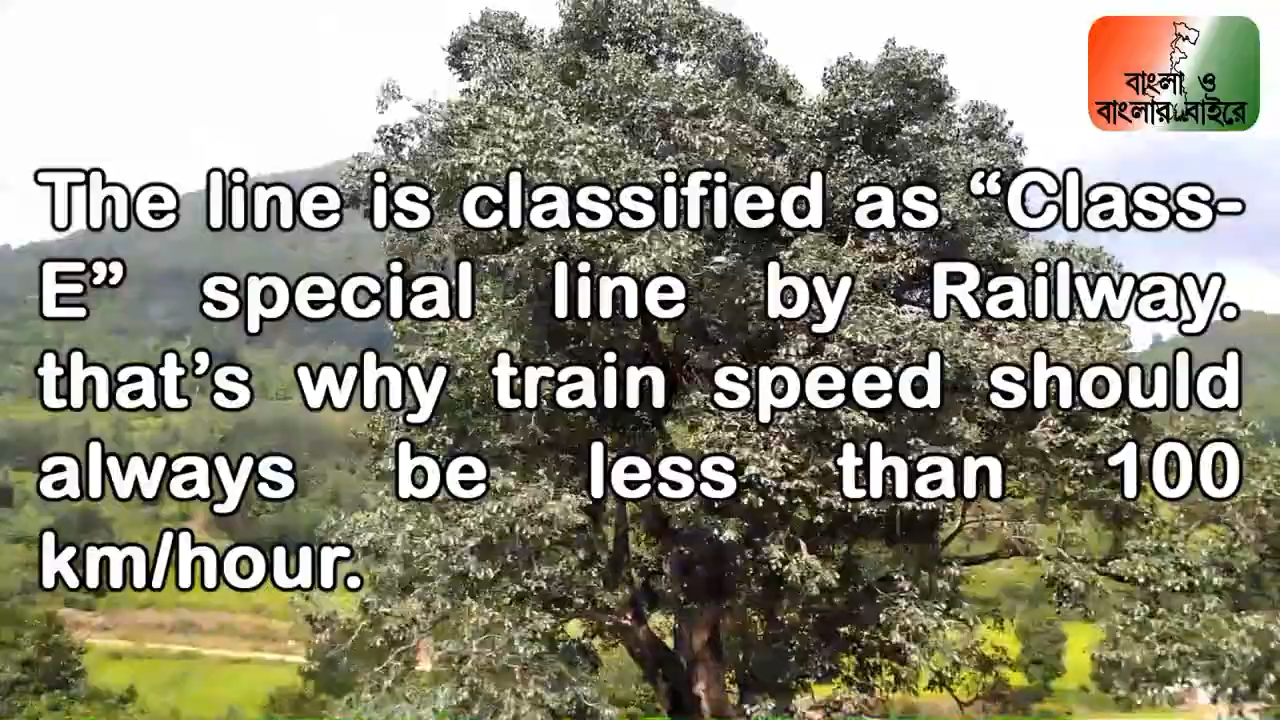 বাংলা ও
বাংলার বাইরে
The line is classified as “Class-
E” special line by Railway.
that’s why train speed should
always be less than 100
km/hour.